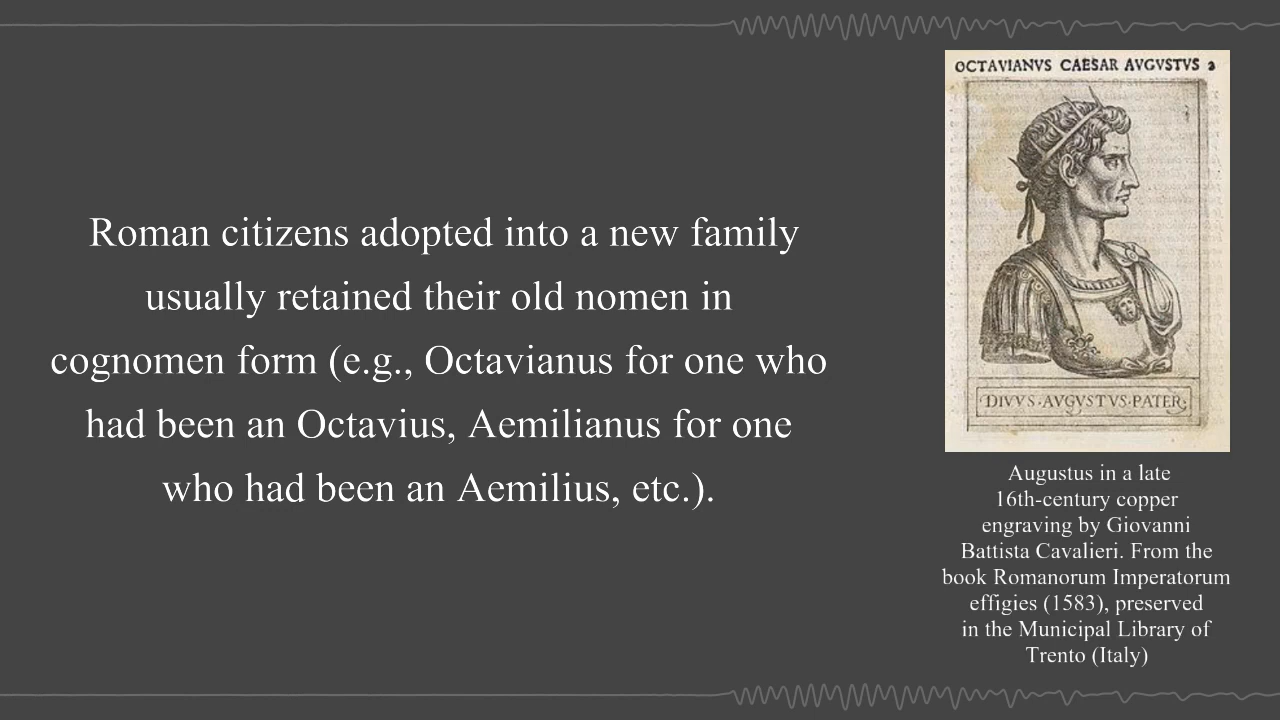 Roman citizens adopted into a new family
usually retained their old nomen in
cognomen form (e.g., Octavianus for one who
had been an Octavius, Aemilianus for one
who had been an Aemilius, etc.).
OCTAVIANVS CAESAR AVGVSTVS 2
DIVVS·AVGVSTVS·PATER·
Augustus in a late
16th-century copper
engraving by Giovanni
Battista Cavalieri. From the
book Romanorum Imperatorum
effigies (1583), preserved
in the Municipal Library of
Trento (Italy)